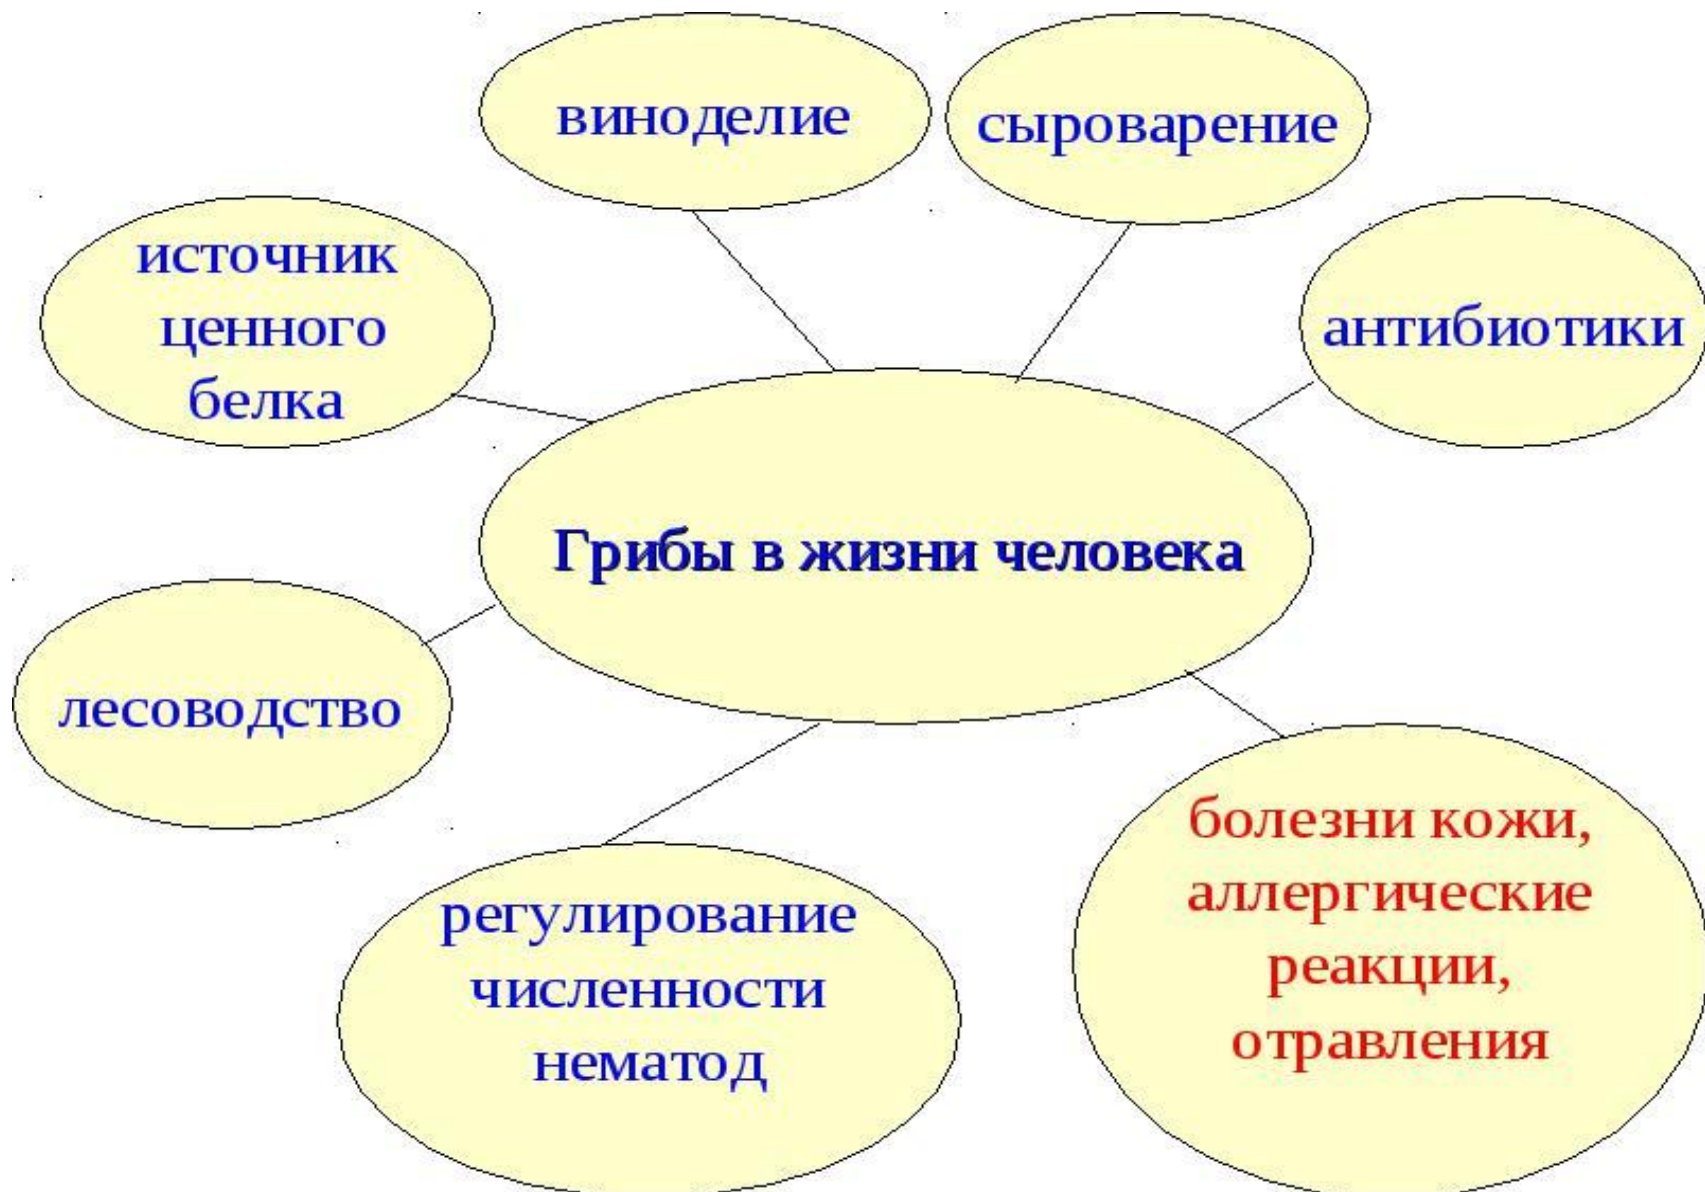 виноделие
сыроварение
источник
ценного
белка
антибиотики
Грибы в жизни человека
лесоводство
регулирование
численности
нематод
болезни кожи,
аллергические
реакции,
отравления